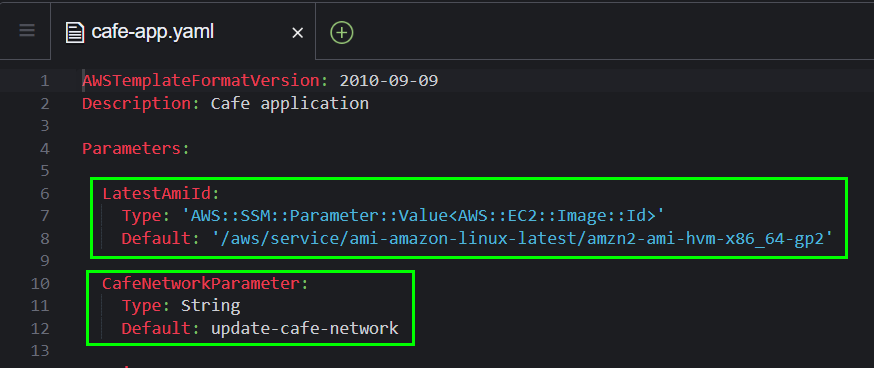 cafe-app.yaml
1 AWSTemplateFormatVersion: 2010-09-09
2 Description: Cafe application
3
4 Parameters:
5
6 LatestAmiId:
7 Type: 'AWS::SSM::Parameter::Value<AWS::EC2::Image::Id>'
8 Default: '/aws/service/ami-amazon-linux-latest/amzn2-ami-hvm-x86_64-gp2'
9
10 CafeNetworkParameter:
11 Type: String
12 Default: update-cafe-network
13